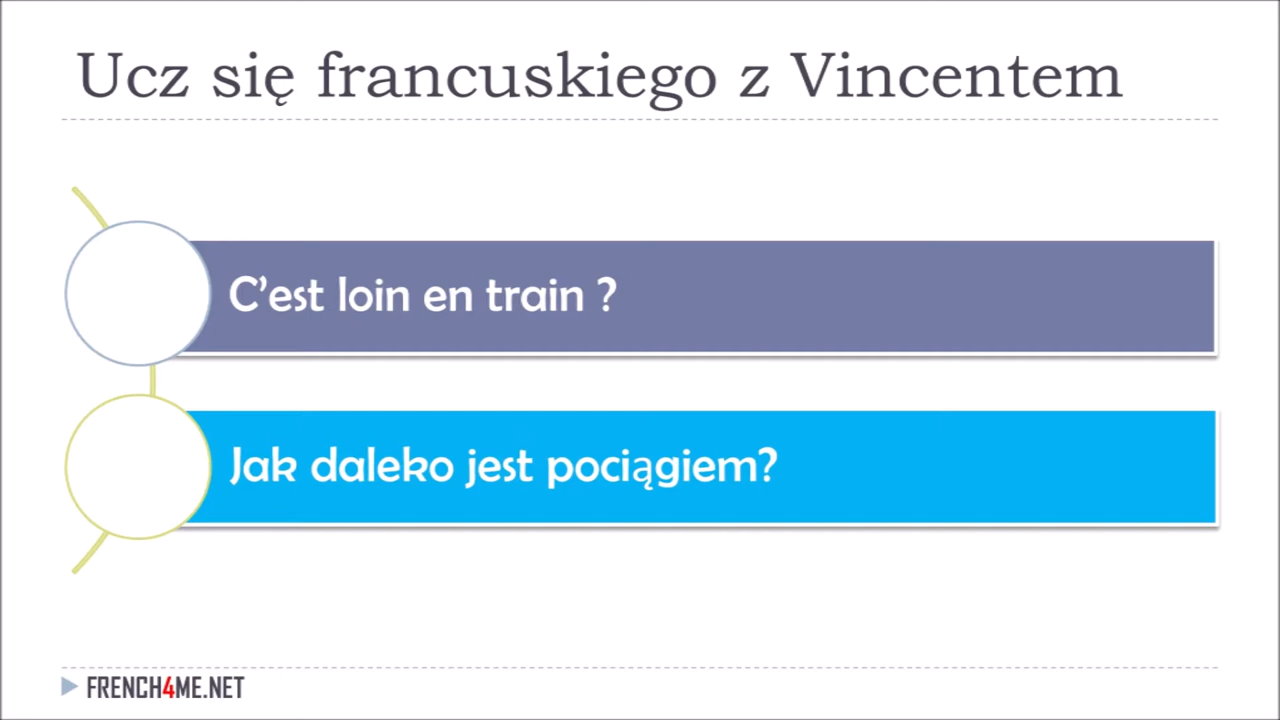 Ucz się francuskiego z Vincentem
C’est loin en train ?
Jak daleko jest pociągiem?
FRENCH4ME.NET